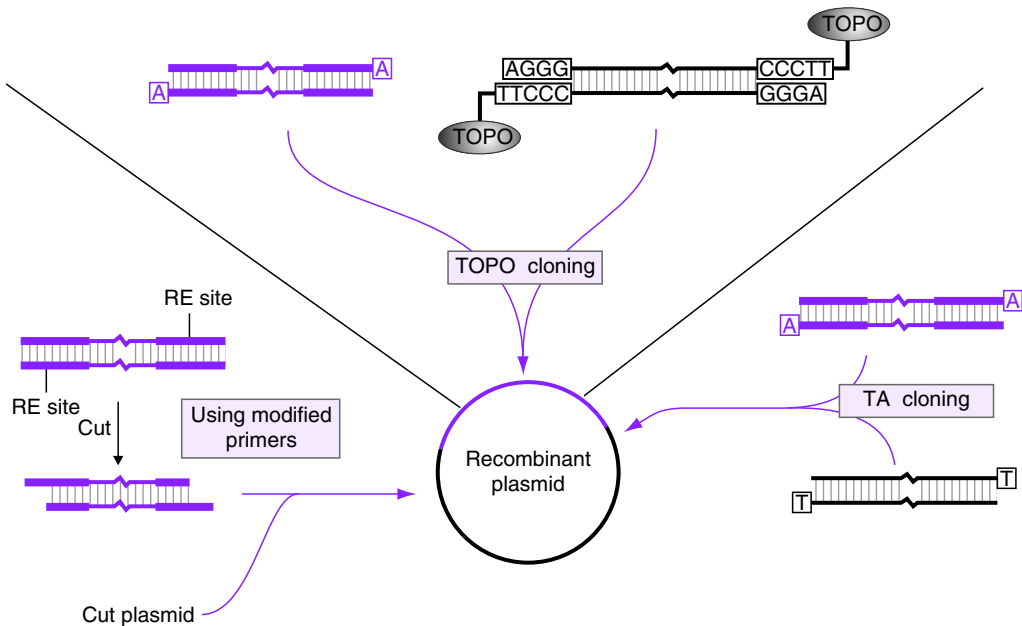 TOPO
A
A
AGGG
CCCTT
TTCCC
GGGA
TOPO
TOPO cloning
RE site
RE site
Cut
Using modified
primers
Cut plasmid
Recombinant
plasmid
A
A
TA cloning
T
T